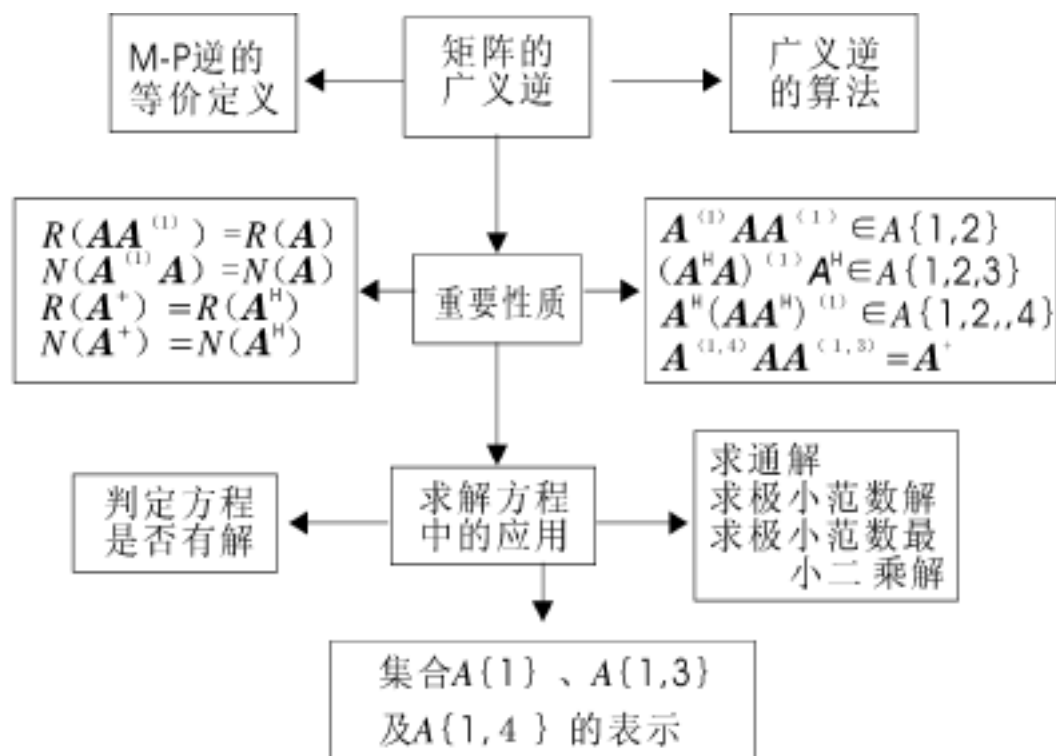 M-P逆的
等价定义
矩阵的
广义逆
广义逆
的算法
R(AA⁽¹⁾)=R(A)
N(A⁽¹⁾A)=N(A)
R(A⁺)=R(Aᴴ)
N(A⁺)=N(Aᴴ)
重要性质
A⁽¹⁾AA⁽¹⁾∈A{1,2}
(AᴴA)⁽¹⁾Aᴴ∈A{1,2,3}
Aᴴ(AAᴴ)⁽¹⁾∈A{1,2,,4}
A⁽¹,⁴⁾AA⁽¹,³⁾=A⁺
判定方程
是否有解
求解方程
中的应用
求通解
求极小范数解
求极小范数最
小二乘解
集合A{1}、A{1,3}
及A{1,4}的表示